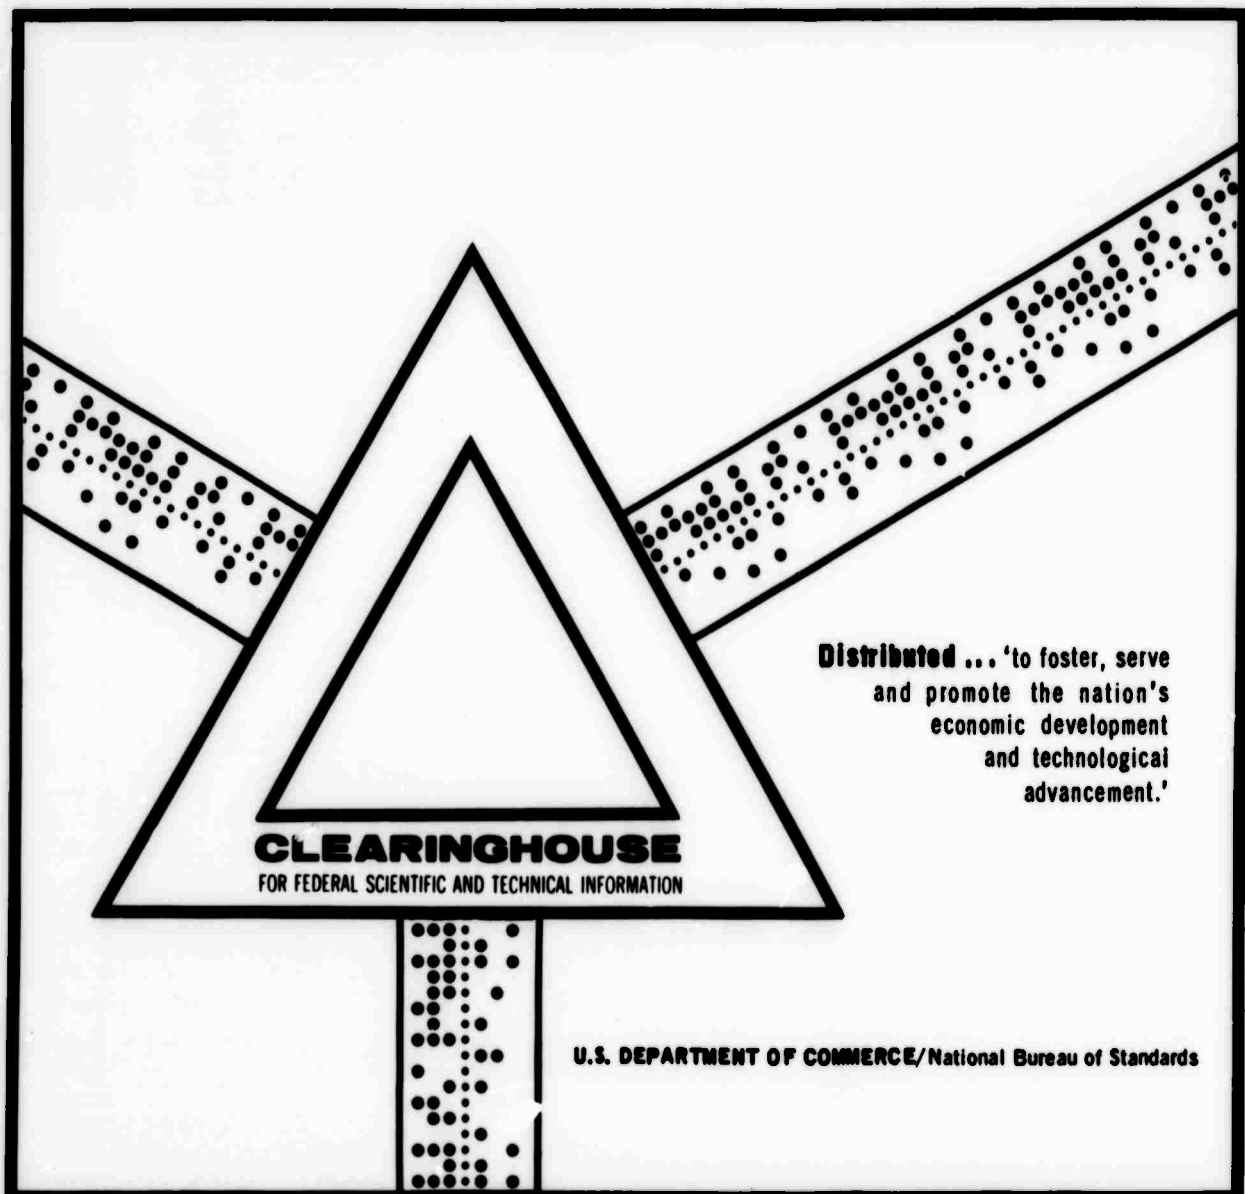 Distributed ... 'to foster, serve
and promote the nation's
economic development
and technological
advancement.'
CLEARINGHOUSE
FOR FEDERAL SCIENTIFIC AND TECHNICAL INFORMATION
U.S. DEPARTMENT OF COMMERCE/National Bureau of Standards